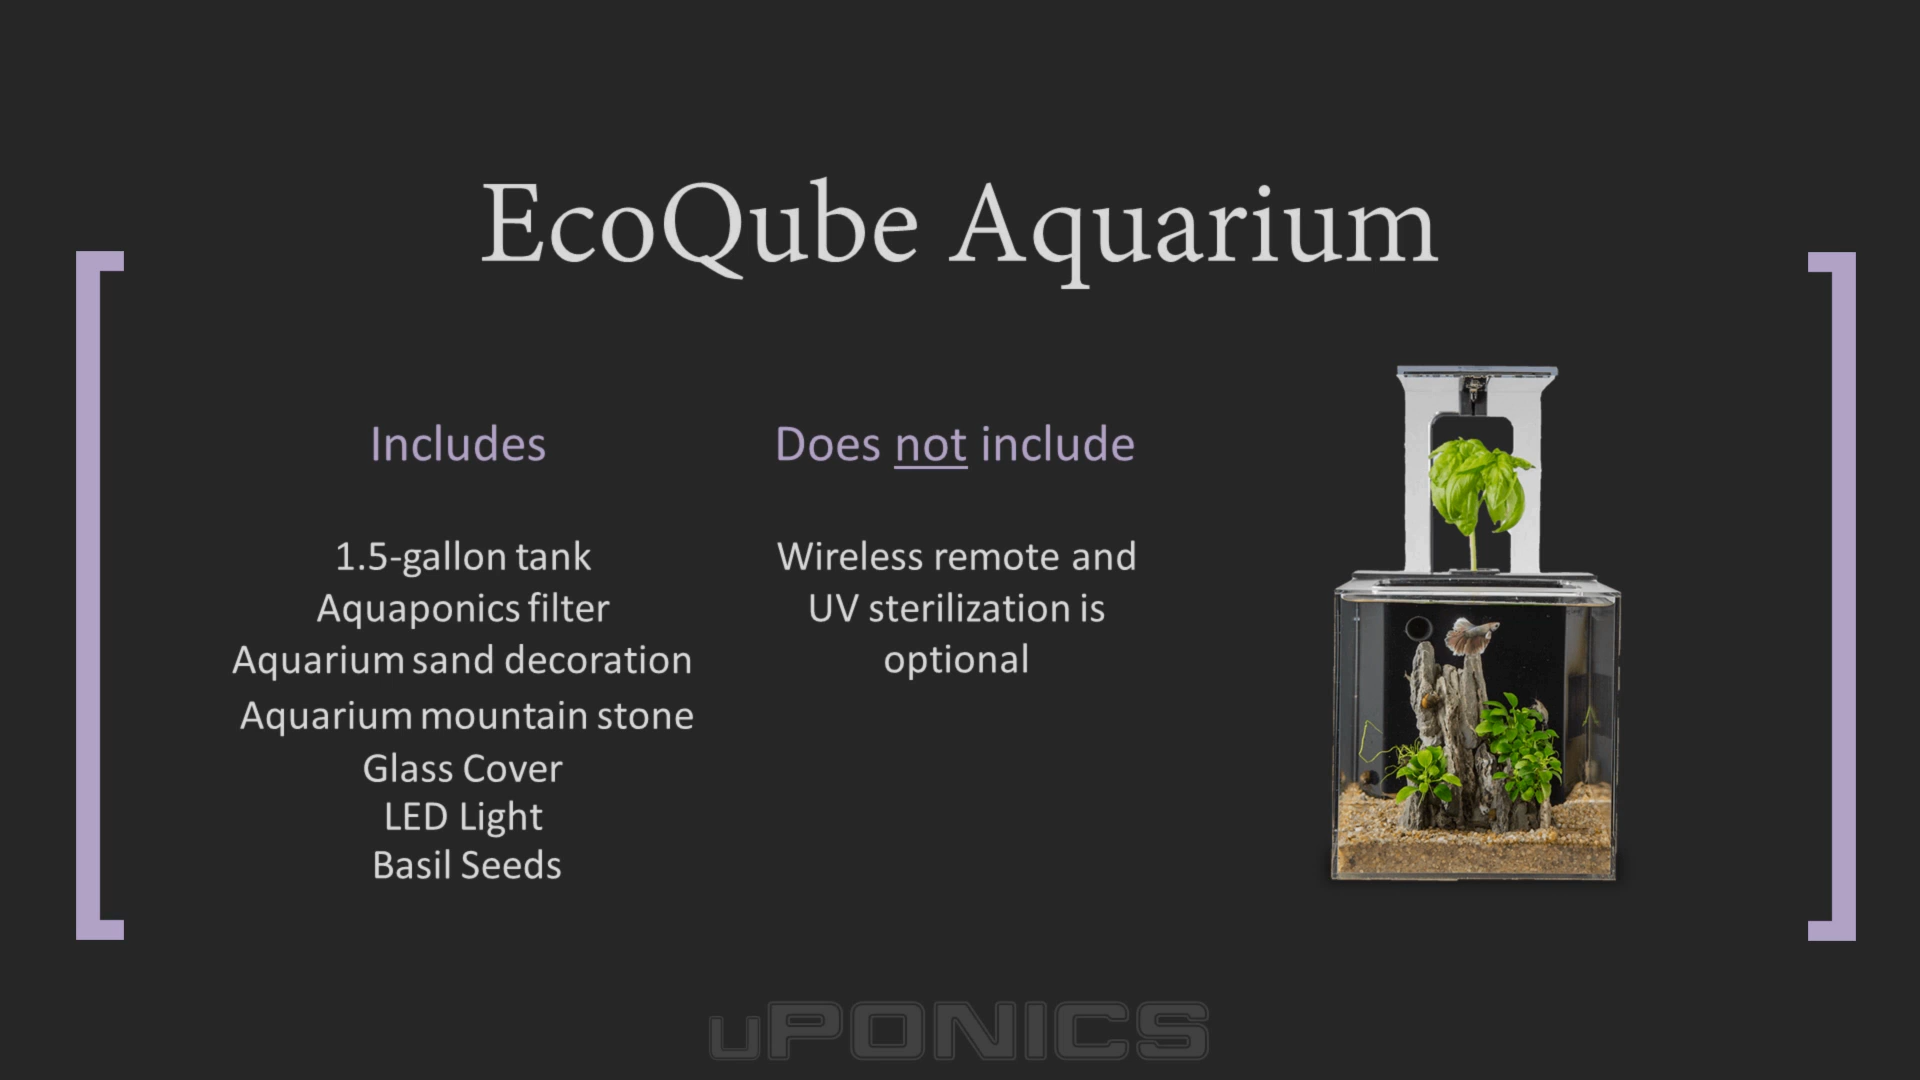 EcoQube Aquarium
Includes
1.5-gallon tank
Aquaponics filter
Aquarium sand decoration
Aquarium mountain stone
Glass Cover
LED Light
Basil Seeds
Does not include
Wireless remote and
UV sterilization is
optional
uPONICS